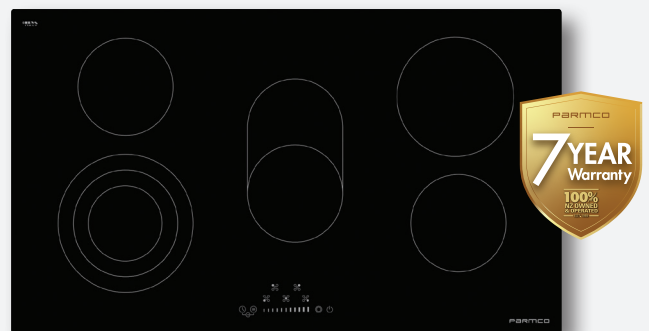 PARMCO
7 YEAR
Warranty
100%
NZ OWNED
& OPERATED
PARMCO